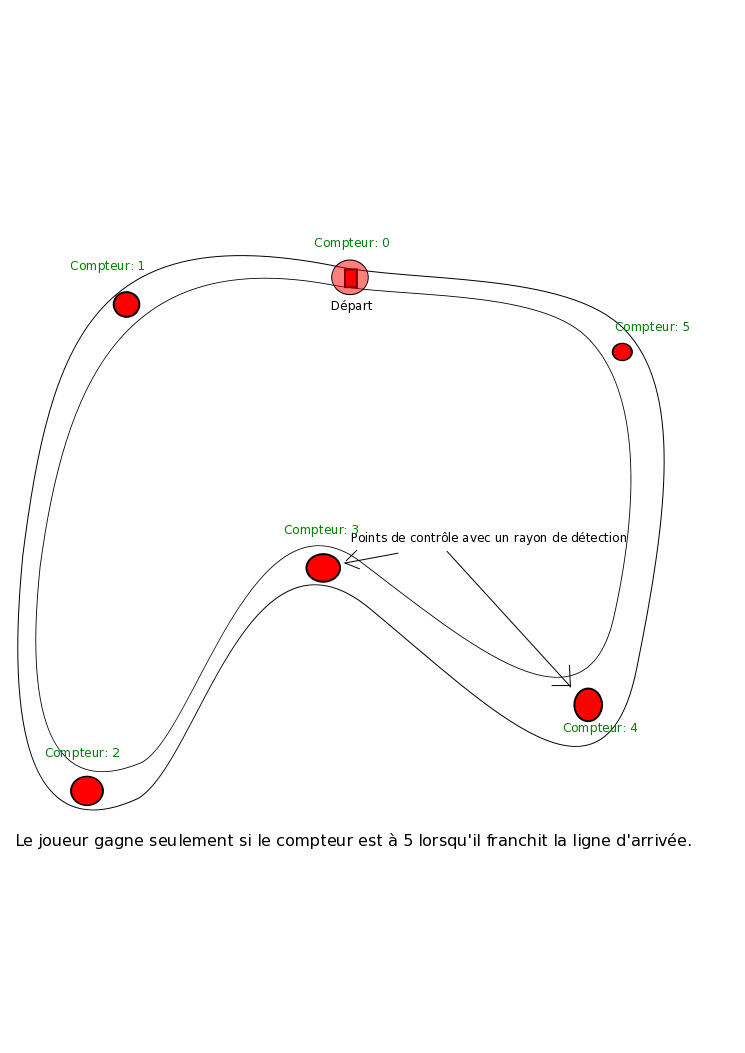 Compteur: 0
Compteur: 1
Départ
Compteur: 5
Compteur: 3
Points de contrôle avec un rayon de détection
Compteur: 4
Compteur: 2
Le joueur gagne seulement si le compteur est à 5 lorsqu'il franchit la ligne d'arrivée.